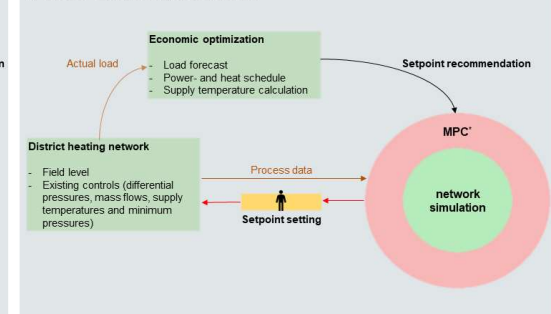 n
Economic optimization
Actual load
- Load forecast
- Power- and heat schedule
- Supply temperature calculation
Setpoint recommendation
MPC*
District heating network
- Field level
- Existing controls (differential
pressures, mass flows, supply
temperatures and minimum
pressures)
Process data
network
simulation
Setpoint setting